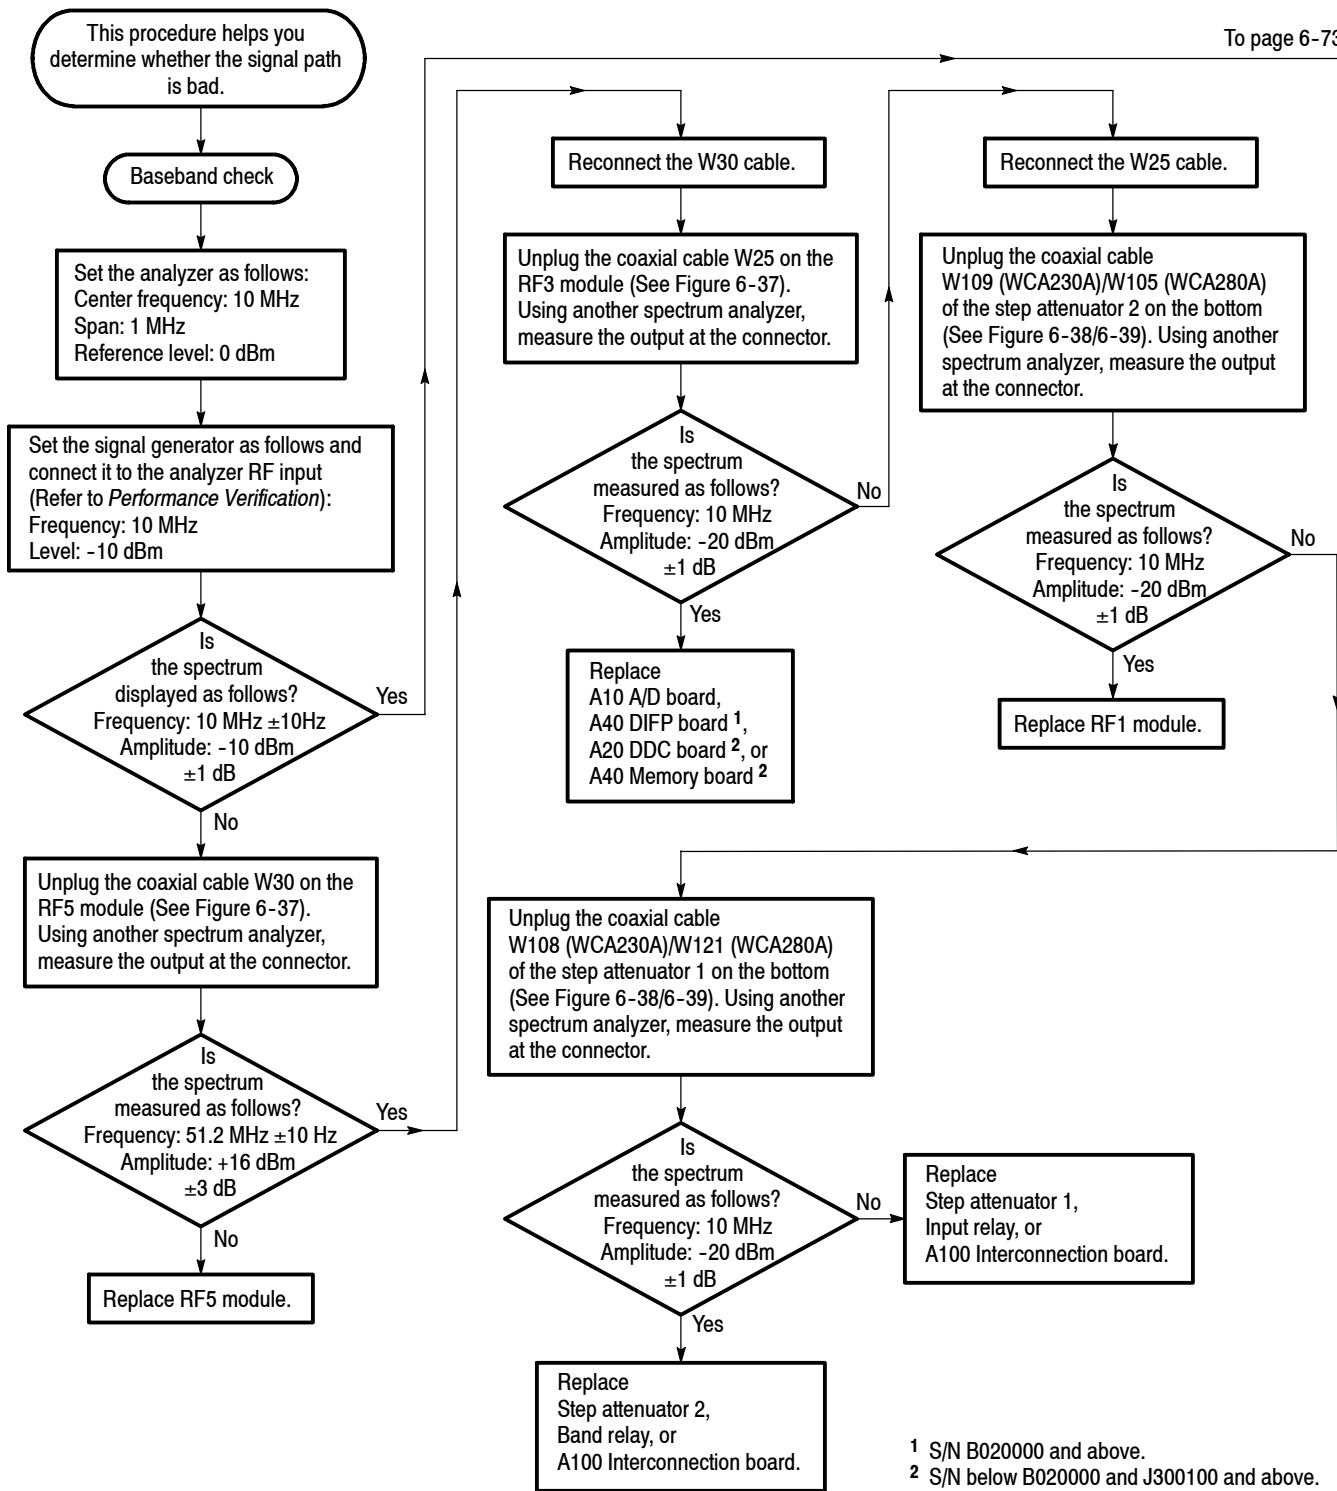 This procedure helps you
determine whether the signal path
is bad.
Baseband check
Set the analyzer as follows:
Center frequency: 10 MHz
Span: 1 MHz
Reference level: 0 dBm
Set the signal generator as follows and
connect it to the analyzer RF input
(Refer to Performance Verification):
Frequency: 10 MHz
Level: -10 dBm
Is
the spectrum
displayed as follows?
Frequency: 10 MHz ±10Hz
Amplitude: -10 dBm
±1 dB
Yes
No
Unplug the coaxial cable W30 on the
RF5 module (See Figure 6-37).
Using another spectrum analyzer,
measure the output at the connector.
Is
the spectrum
measured as follows?
Frequency: 51.2 MHz ±10 Hz
Amplitude: +16 dBm
±3 dB
Yes
No
Replace RF5 module.
To page 6-73
Reconnect the W30 cable.
Unplug the coaxial cable W25 on the
RF3 module (See Figure 6-37).
Using another spectrum analyzer,
measure the output at the connector.
Is
the spectrum
measured as follows?
Frequency: 10 MHz
Amplitude: -20 dBm
±1 dB
No
Yes
Replace
A10 A/D board,
A40 DIFP board 1,
A20 DDC board 2, or
A40 Memory board 2
Reconnect the W25 cable.
Unplug the coaxial cable
W109 (WCA230A)/W105 (WCA280A)
of the step attenuator 2 on the bottom
(See Figure 6-38/6-39). Using another
spectrum analyzer, measure the output
at the connector.
Is
the spectrum
measured as follows?
Frequency: 10 MHz
Amplitude: -20 dBm
±1 dB
No
Yes
Replace RF1 module.
Unplug the coaxial cable
W108 (WCA230A)/W121 (WCA280A)
of the step attenuator 1 on the bottom
(See Figure 6-38/6-39). Using another
spectrum analyzer, measure the output
at the connector.
Is
the spectrum
measured as follows?
Frequency: 10 MHz
Amplitude: -20 dBm
±1 dB
No
Yes
Replace
Step attenuator 1,
Input relay, or
A100 Interconnection board.
Replace
Step attenuator 2,
Band relay, or
A100 Interconnection board.
1 S/N B020000 and above.
2 S/N below B020000 and J300100 and above.